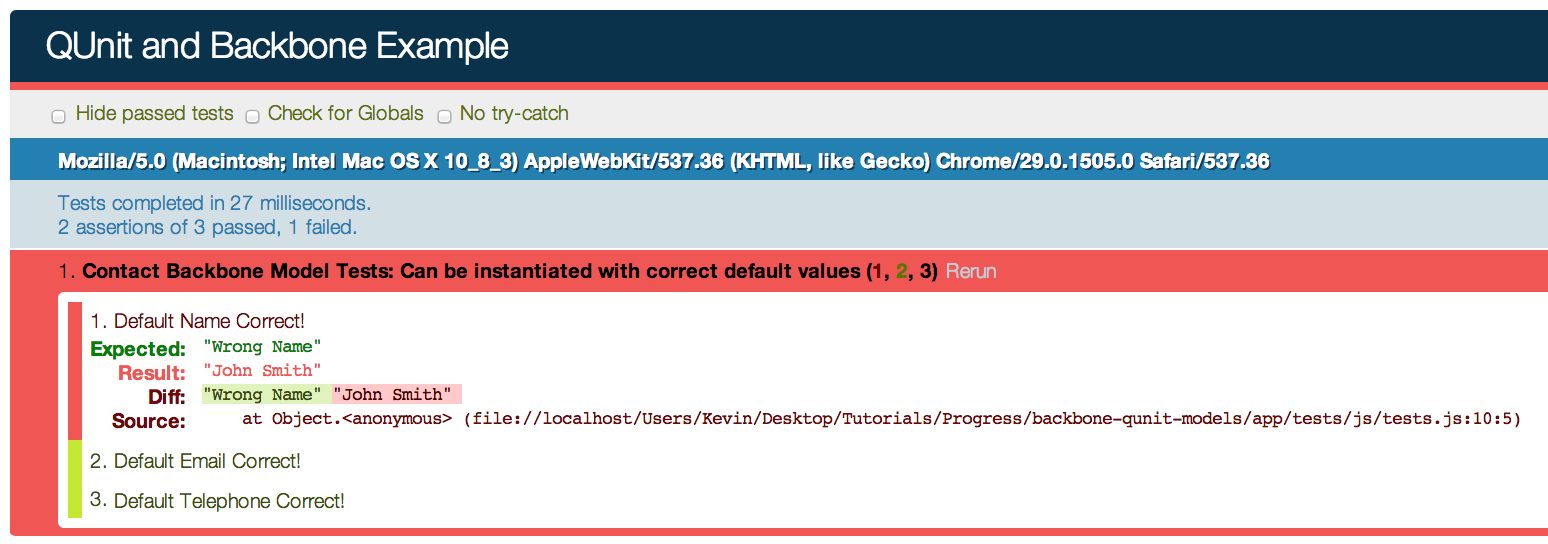 QUnit and Backbone Example
Hide passed tests Check for Globals No try-catch
Mozilla/5.0 (Macintosh; Intel Mac OS X 10_8_3) AppleWebKit/537.36 (KHTML, like Gecko) Chrome/29.0.1505.0 Safari/537.36
Tests completed in 27 milliseconds.
2 assertions of 3 passed, 1 failed.
1. Contact Backbone Model Tests: Can be instantiated with correct default values (1, 2, 3) Rerun
1. Default Name Correct!
Expected: "Wrong Name"
Result: "John Smith"
Diff: "Wrong Name" "John Smith"
Source: at Object.<anonymous> (file://localhost/Users/Kevin/Desktop/Tutorials/Progress/backbone-qunit-models/app/tests/js/tests.js:10:5)
2. Default Email Correct!
3. Default Telephone Correct!